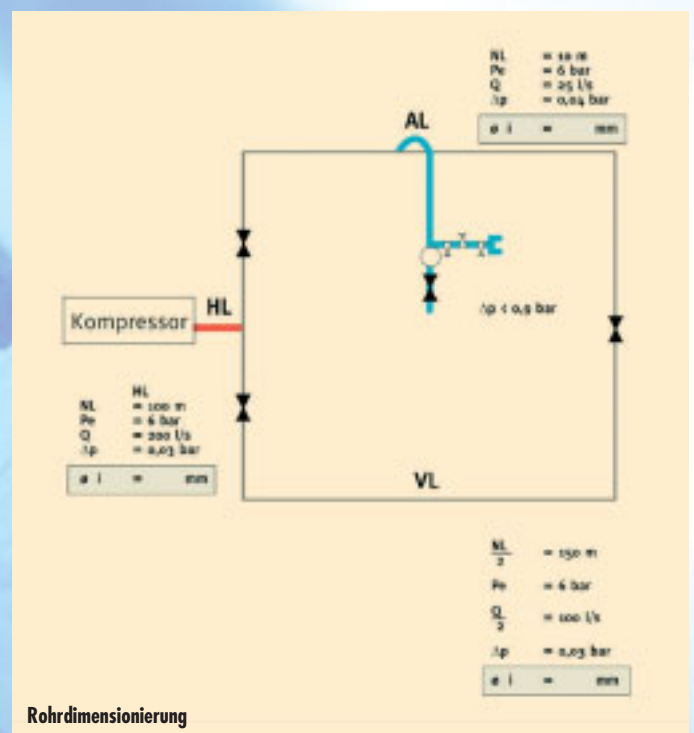 NL = 10 m
Pe = 6 bar
Q = 25 l/s
Δp = 0,04 bar
ø i = mm
AL
Kompressor
HL
Δp < 0,9 bar
HL
NL = 100 m
Pe = 6 bar
Q = 200 l/s
Δp = 0,03 bar
ø i = mm
VL
NL/2 = 150 m
Pe = 6 bar
Q/2 = 100 l/s
Δp = 0,03 bar
ø i = mm
Rohrdimensionierung